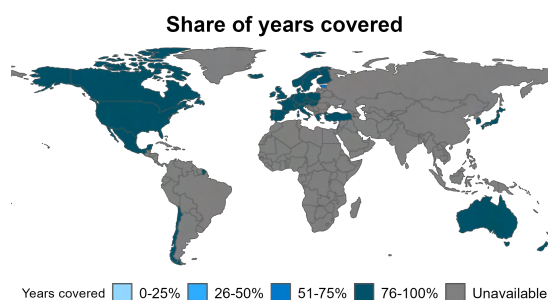 Share of years covered
Years covered 0-25% 26-50% 51-75% 76-100% Unavailable